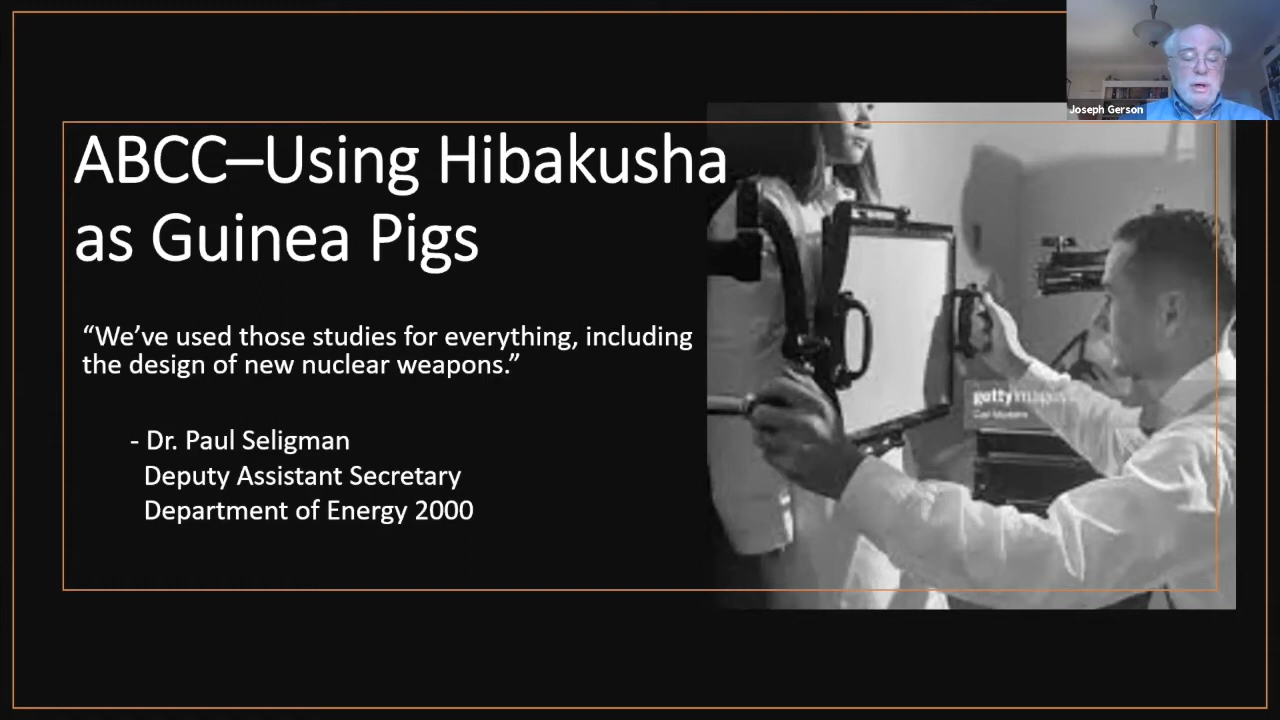 Joseph Gerson
ABCC–Using Hibakusha
as Guinea Pigs
“We’ve used those studies for everything, including
the design of new nuclear weapons.”
- Dr. Paul Seligman
Deputy Assistant Secretary
Department of Energy 2000
gettyimages